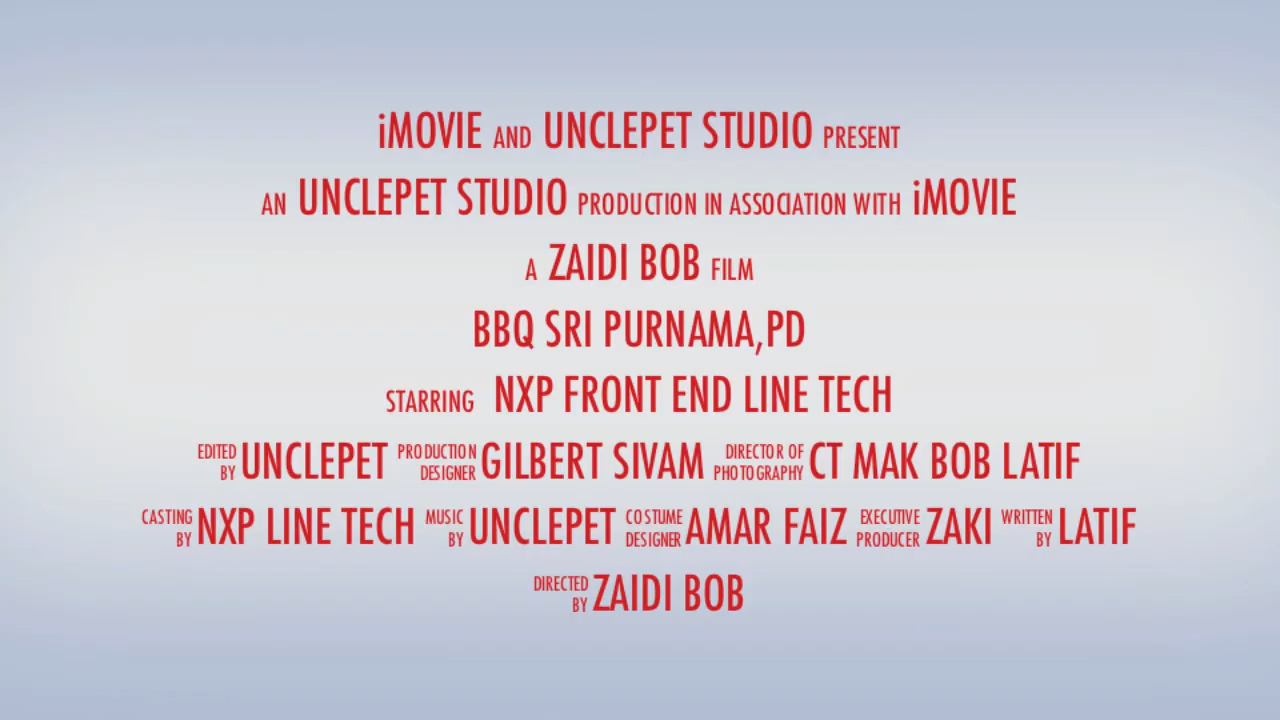 iMOVIE AND UNCLEPET STUDIO PRESENT
AN UNCLEPET STUDIO PRODUCTION IN ASSOCIATION WITH iMOVIE
A ZAIDI BOB FILM
BBQ SRI PURNAMA,PD
STARRING NXP FRONT END LINE TECH
EDITED BY UNCLEPET PRODUCTION DESIGNER GILBERT SIVAM DIRECTOR OF PHOTOGRAPHY CT MAK BOB LATIF
CASTING BY NXP LINE TECH MUSIC BY UNCLEPET COSTUME DESIGNER AMAR FAIZ EXECUTIVE PRODUCER ZAKI WRITTEN BY LATIF
DIRECTED BY ZAIDI BOB